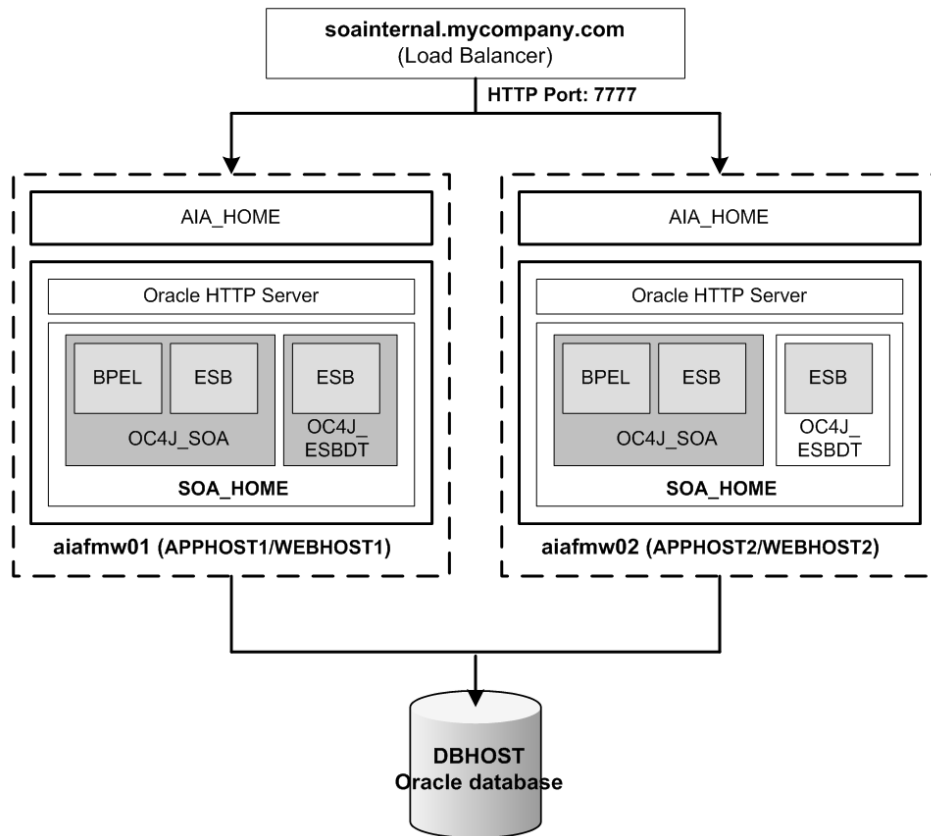 soainternal.mycompany.com
(Load Balancer)
HTTP Port: 7777
AIA_HOME
Oracle HTTP Server
BPEL
ESB
OC4J_SOA
ESB
OC4J_
ESBDT
SOA_HOME
aiafmw01 (APPHOST1/WEBHOST1)
AIA_HOME
Oracle HTTP Server
BPEL
ESB
OC4J_SOA
ESB
OC4J_
ESBDT
SOA_HOME
aiafmw02 (APPHOST2/WEBHOST2)
DBHOST
Oracle database